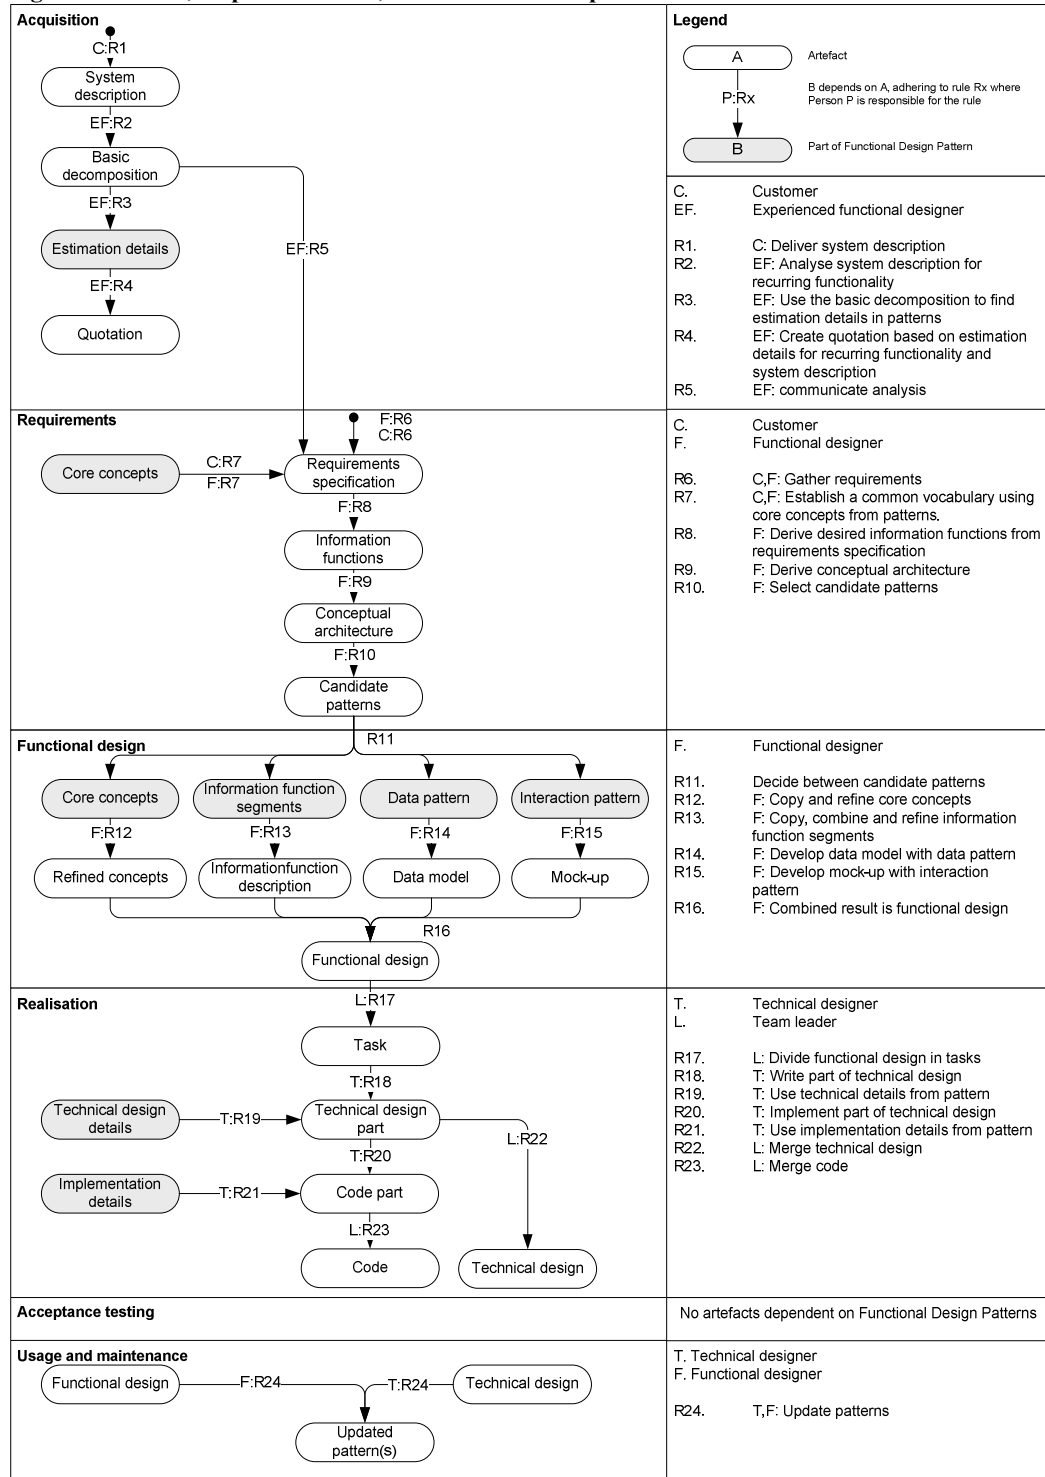 Acquisition
C:R1
System
description
EF:R2
Basic
decomposition
EF:R3
EF:R5
Estimation details
EF:R4
Quotation
Legend
A
Artefact
P:Rx
B depends on A, adhering to rule Rx where
Person P is responsible for the rule
B
Part of Functional Design Pattern
C. Customer
EF. Experienced functional designer
R1. C: Deliver system description
R2. EF: Analyse system description for
recurring functionality
R3. EF: Use the basic decomposition to find
estimation details in patterns
R4. EF: Create quotation based on estimation
details for recurring functionality and
system description
R5. EF: communicate analysis
Requirements
F:R6
C:R6
Core concepts
C:R7
F:R7
Requirements
specification
F:R8
Information
functions
F:R9
Conceptual
architecture
F:R10
Candidate
patterns
C. Customer
F. Functional designer
R6. C,F: Gather requirements
R7. C,F: Establish a common vocabulary using
core concepts from patterns.
R8. F: Derive desired information functions from
requirements specification
R9. F: Derive conceptual architecture
R10. F: Select candidate patterns
Functional design
R11
Core concepts
Information function
segments
Data pattern
Interaction pattern
F:R12
F:R13
F:R14
F:R15
Refined concepts
Informationfunction
description
Data model
Mock-up
R16
Functional design
F. Functional designer
R11. Decide between candidate patterns
R12. F: Copy and refine core concepts
R13. F: Copy, combine and refine information
function segments
R14. F: Develop data model with data pattern
R15. F: Develop mock-up with interaction
pattern
R16. F: Combined result is functional design
Realisation
L:R17
Task
T:R18
Technical design
details
T:R19
Technical design
part
L:R22
T:R20
Implementation
details
T:R21
Code part
L:R23
Code
Technical design
T. Technical designer
L. Team leader
R17. L: Divide functional design in tasks
R18. T: Write part of technical design
R19. T: Use technical details from pattern
R20. T: Implement part of technical design
R21. T: Use implementation details from pattern
R22. L: Merge technical design
R23. L: Merge code
Acceptance testing
No artefacts dependent on Functional Design Patterns
Usage and maintenance
Functional design
F:R24
T:R24
Technical design
Updated
pattern(s)
T. Technical designer
F. Functional designer
R24. T,F: Update patterns